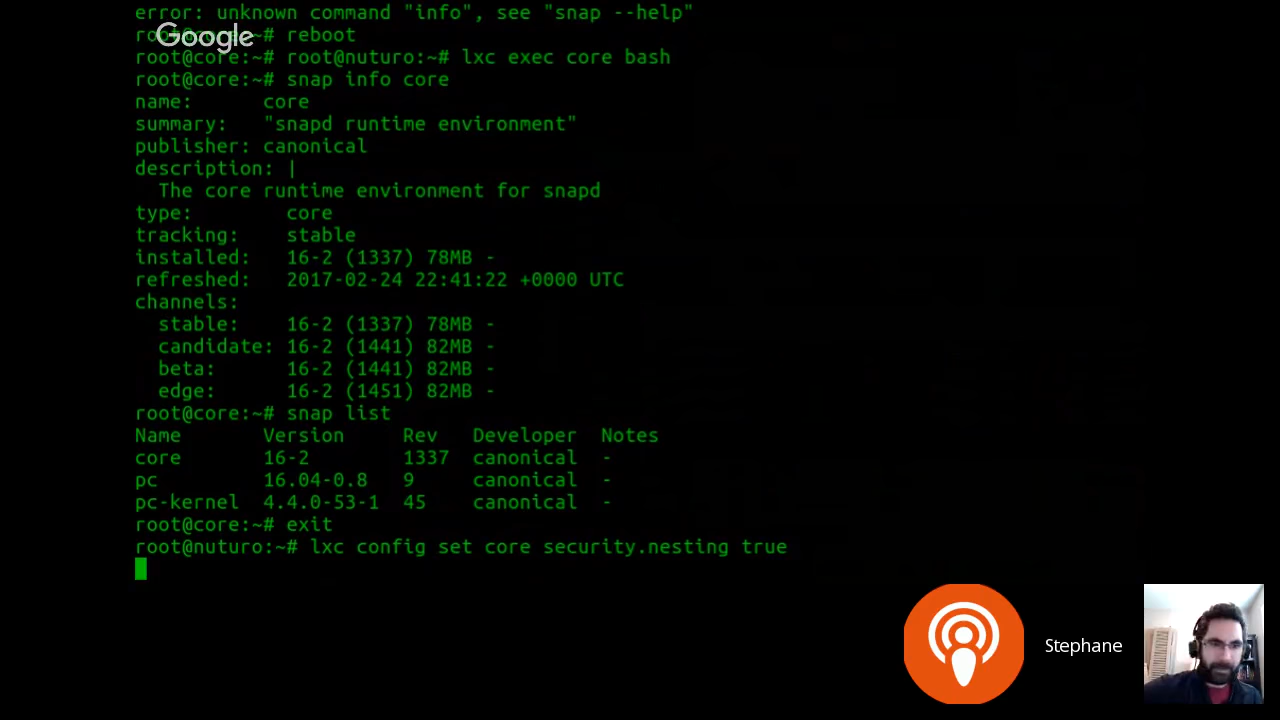 error: unknown command "info", see "snap --help"
root@core:~# reboot
Google
root@core:~# root@nuturo:~# lxc exec core bash
root@core:~# snap info core
name:      core
summary:   "snapd runtime environment"
publisher: canonical
description: |
  The core runtime environment for snapd
type:        core
tracking:    stable
installed:   16-2 (1337) 78MB -
refreshed:   2017-02-24 22:41:22 +0000 UTC
channels:
  stable:    16-2 (1337) 78MB -
  candidate: 16-2 (1441) 82MB -
  beta:      16-2 (1441) 82MB -
  edge:      16-2 (1451) 82MB -
root@core:~# snap list
Name       Version     Rev   Developer  Notes
core       16-2        1337  canonical  -
pc         16.04-0.8   9     canonical  -
pc-kernel  4.4.0-53-1  45    canonical  -
root@core:~# exit
root@nuturo:~# lxc config set core security.nesting true
Stephane